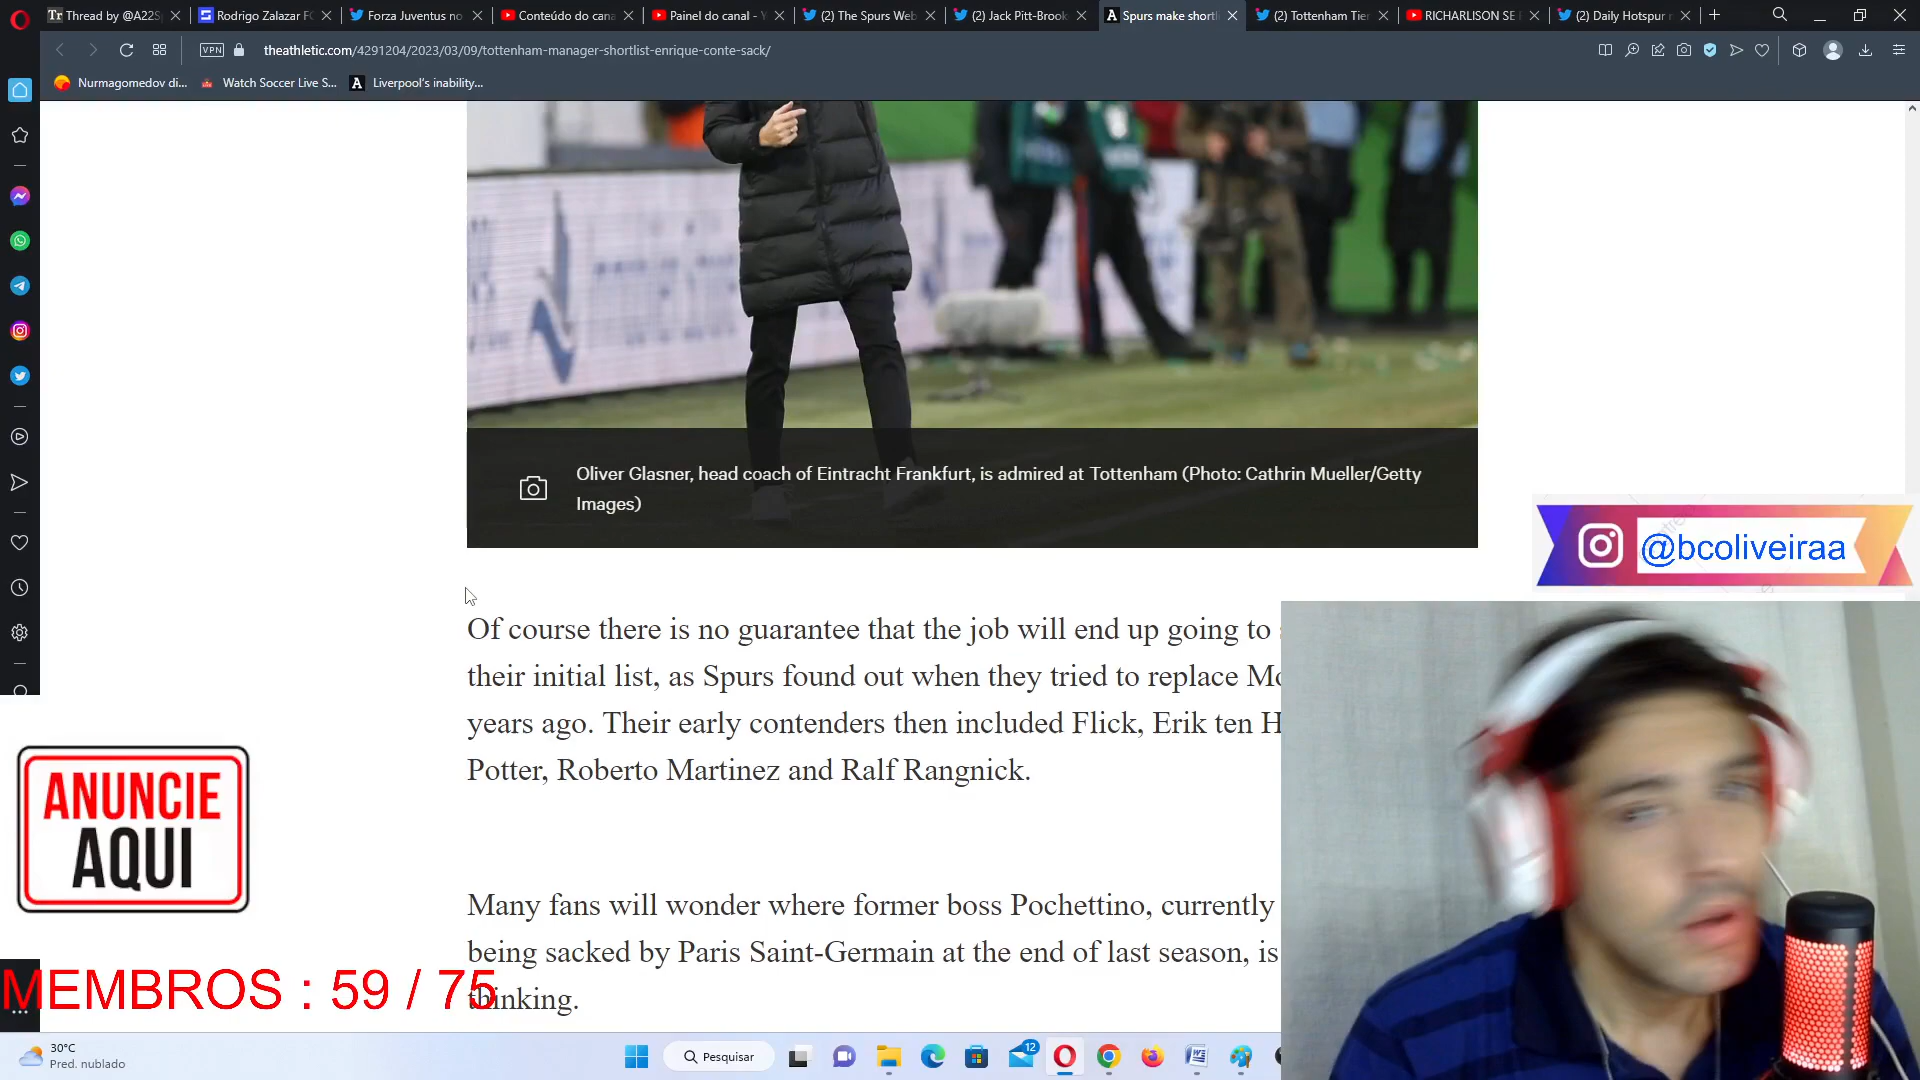 Thread by @A22Sp
Rodrigo Zalazar FC
Forza Juventus no
Conteúdo do cana
Painel do canal - Y
(2) The Spurs Web
(2) Jack Pitt-Brook
Spurs make shortl
(2) Tottenham Tier
RICHARLISON SE
(2) Daily Hotspur
VPN
theathletic.com/4291204/2023/03/09/tottenham-manager-shortlist-enrique-conte-sack/
Nurmagomedov di...
Watch Soccer Live S...
Liverpool's inability...
Oliver Glasner, head coach of Eintracht Frankfurt, is admired at Tottenham (Photo: Cathrin Mueller/Getty
Images)
@bcoliveiraa
Of course there is no guarantee that the job will end up going to
their initial list, as Spurs found out when they tried to replace Mo
years ago. Their early contenders then included Flick, Erik ten H
Potter, Roberto Martinez and Ralf Rangnick.
ANUNCIE
AQUI
Many fans will wonder where former boss Pochettino, currently
being sacked by Paris Saint-Germain at the end of last season, is
thinking.
MEMBROS : 59 / 75
30°C
Pred. nublado
Pesquisar
12